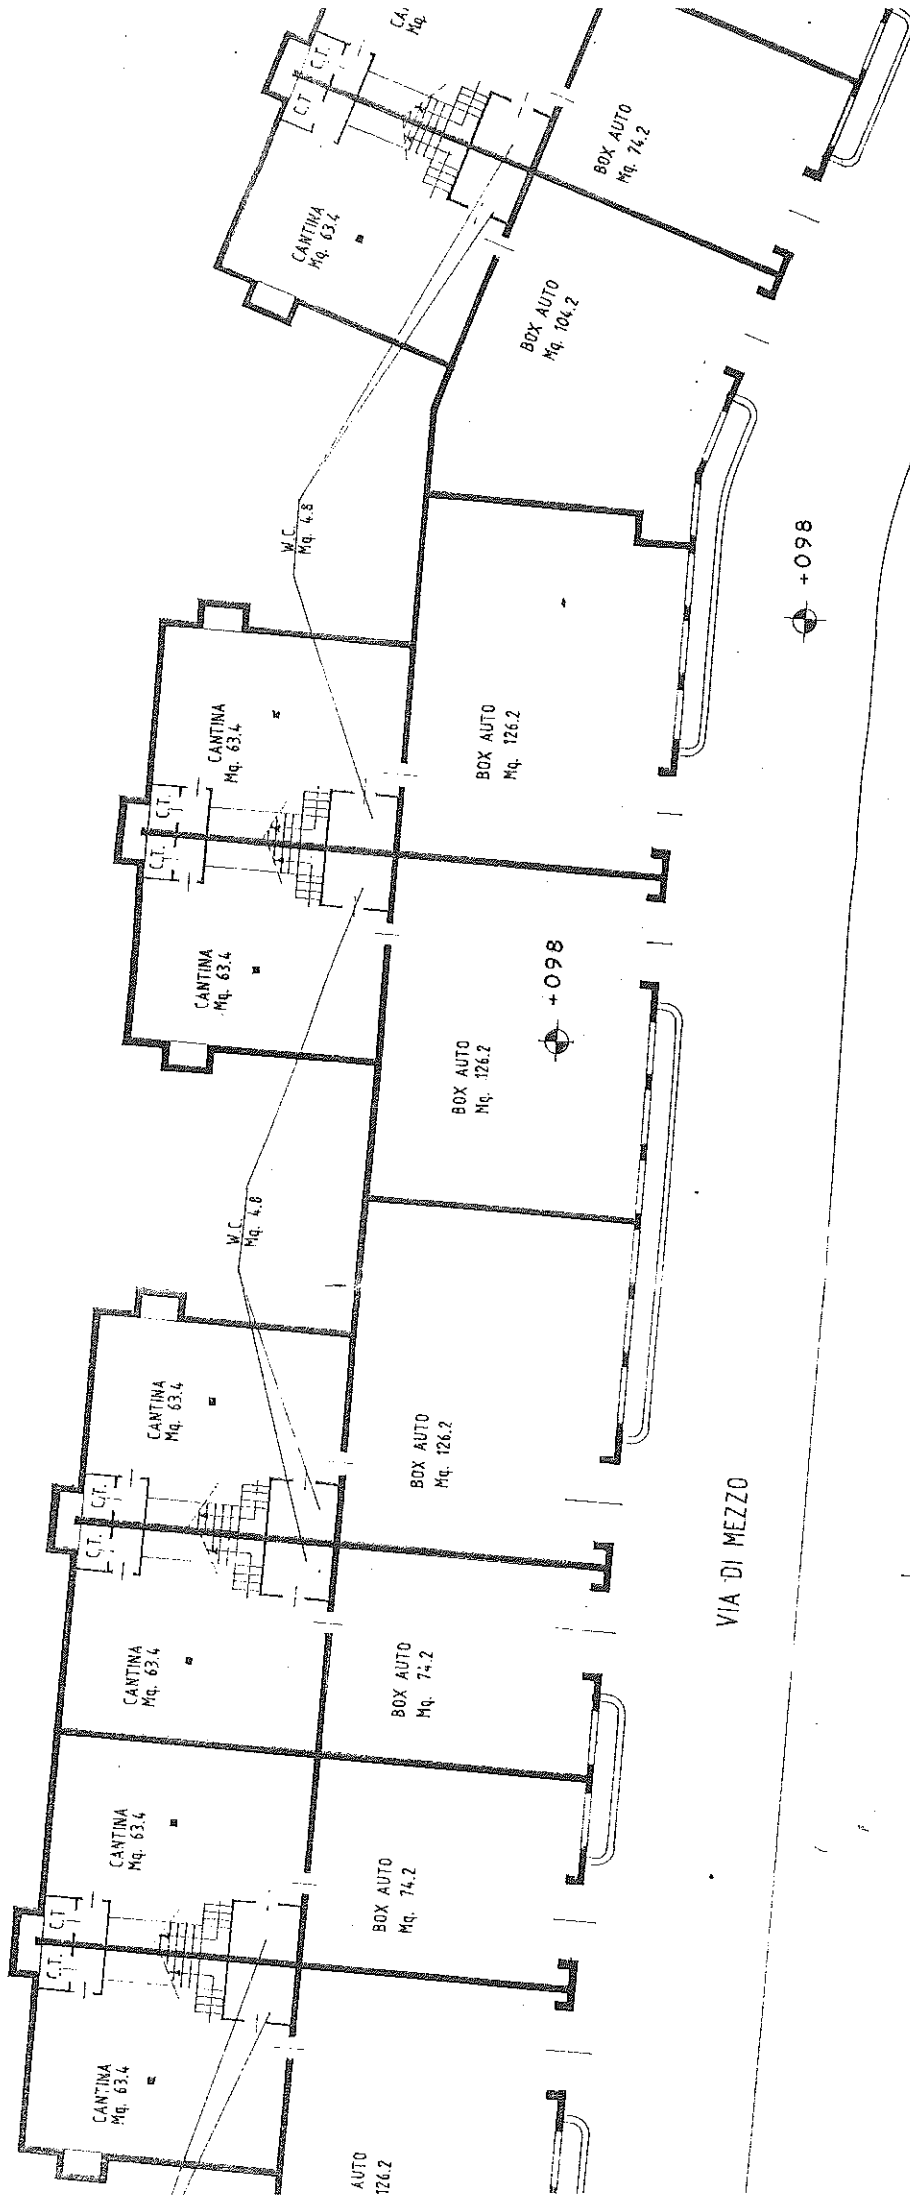 CA
Mq
C.T.
C.T
BOX AUTO
Mq. 74.2
CANTINA
Mq. 63.4
BOX AUTO
Mq. 104.2
W.C.
Mq. 4.8
+098
CANTINA
Mq. 63.4
BOX AUTO
Mq. 126.2
C.T.
C.T.
CANTINA
Mq. 63.4
+098
BOX AUTO
Mq. 126.2
W.C.
Mq. 4.8
CANTINA
Mq. 63.4
BOX AUTO
Mq. 126.2
C.T.
C.T.
VIA DI MEZZO
CANTINA
Mq. 63.4
BOX AUTO
Mq. 74.2
CANTINA
Mq. 63.4
BOX AUTO
Mq. 74.2
C.T
C.T.
CANTINA
Mq. 63.4
AUTO
126.2